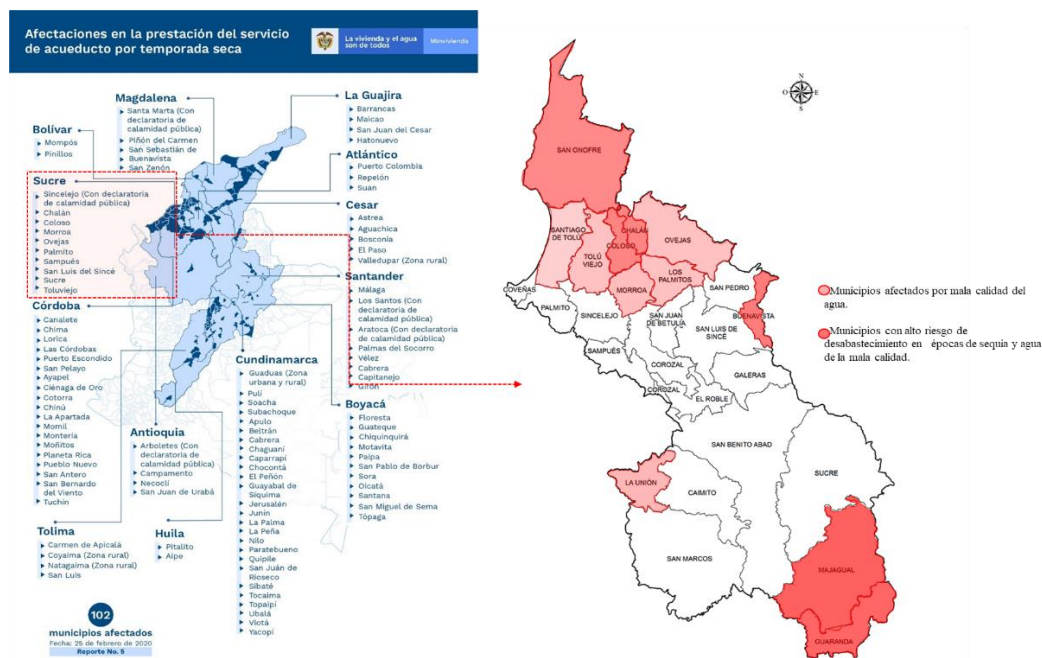 Afectaciones en la prestación del servicio
de acueducto por temporada seca
La vivienda y el agua
son de todos
Minvivienda
Magdalena
Santa Marta (Con
declaratoria de
calamidad pública)
Piñón del Carmen
San Sebastián de
Buenavista
San Zenón
Bolívar
Mompós
Pinillos
Sucre
Sincelejo (Con declaratoria
de calamidad pública)
Chalán
Coloso
Morroa
Ovejas
Palmito
Sampués
San Luis del Sincé
Sucre
Toluviejo
Córdoba
Canalete
Chima
Lorica
Las Córdobas
Puerto Escondido
San Pelayo
Ayapel
Ciénaga de Oro
Cotorra
Chinú
La Apartada
Momil
Montería
Moñitos
Planeta Rica
Pueblo Nuevo
San Antero
San Bernardo
del Viento
Tuchín
Antioquia
Arboletes (Con
declaratoria de
calamidad pública)
Campamento
Necoclí
San Juan de Urabá
Tolima
Carmen de Apicalá
Coyaima (Zona rural)
Natagaima (Zona rural)
San Luis
Huila
Pitalito
Aipe
102
municipios afectados
Fecha: 25 de febrero de 2020
Reporte No. 5
La Guajira
Barrancas
Maicao
San Juan del Cesar
Hatonuevo
Atlántico
Puerto Colombia
Repelón
Suan
Cesar
Astrea
Aguachica
Bosconia
El Paso
Valledupar (Zona rural)
Santander
Málaga
Los Santos (Con
declaratoria de
calamidad pública)
Aratoca (Con declaratoria
de calamidad pública)
Palmas del Socorro
Vélez
Cabrera
Capitanejo
Girón
Cundinamarca
Guaduas (Zona
urbana y rural)
Pulí
Soacha
Subachoque
Apulo
Beltrán
Cabrera
Chaguaní
Caparrapí
Chocontá
El Peñón
Guayabal de
Siquima
Jerusalén
Junín
La Palma
La Peña
Nilo
Paratebueno
Quipile
San Juán de
Rioseco
Sibaté
Tocaima
Topaipí
Ubalá
Viotá
Yacopí
Boyacá
Floresta
Guateque
Chiquinquirá
Motavita
Paipa
San Pablo de Borbur
Sora
Oicatá
Santana
San Miguel de Sema
Tópaga
N
O
E
S
SAN ONOFRE
SANTIAGO
DE TOLÚ
TOLÚ
VIEJO
COLOSO
CHALÁN
OVEJAS
LOS
PALMITOS
MORROA
COVEÑAS
PALMITO
SINCELEJO
SAN JUAN
DE BETULIA
SAN PEDRO
BUENAVISTA
SAN LUIS DE
SINCÉ
SAMPUÉS
COROZAL
COROZAL
GALERAS
EL ROBLE
SAN BENITO ABAD
SUCRE
LA UNIÓN
CAIMITO
SAN MARCOS
MAJAGUAL
GUARANDA
Municipios afectados por mala calidad del
agua.
Municipios con alto riesgo de
desabastecimiento en épocas de sequia y agua
de la mala calidad.